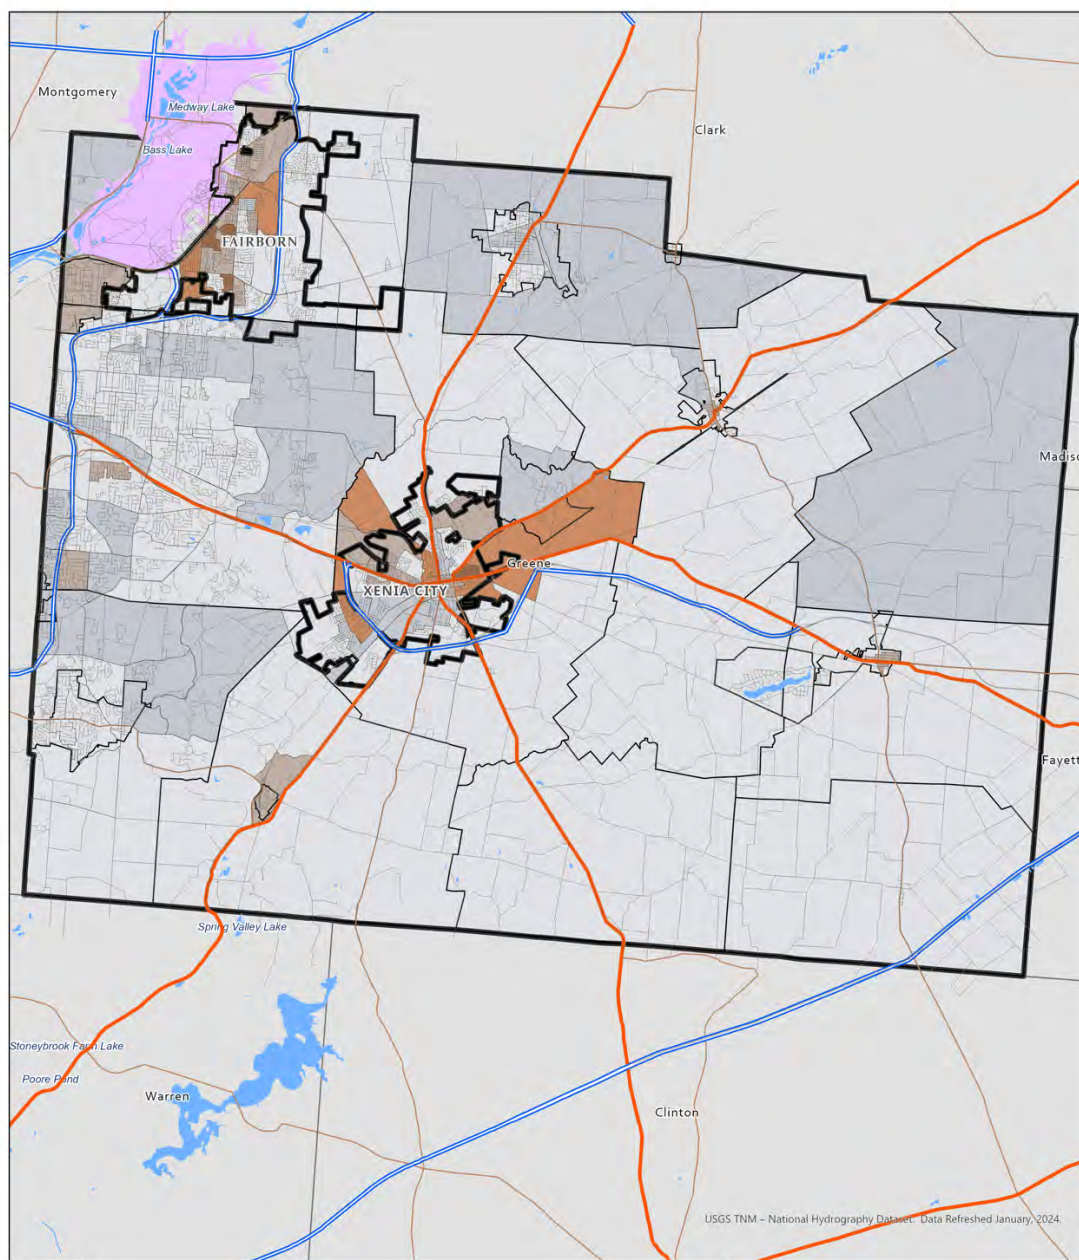 Montgomery
Medway Lake
Clark
Bass Lake
FAIRBORN
Madiso
Greene
XENIA CITY
Fayett
Spring Valley Lake
Stoneybrook Farm Lake
Poore Pond
Warren
Clinton
USGS TNM – National Hydrography Dataset. Data Refreshed January, 2024.